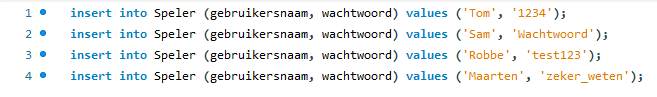 1 insert into Speler (gebruikersnaam, wachtwoord) values ('Tom', '1234');
2 insert into Speler (gebruikersnaam, wachtwoord) values ('Sam', 'Wachtwoord');
3 insert into Speler (gebruikersnaam, wachtwoord) values ('Robbe', 'test123');
4 insert into Speler (gebruikersnaam, wachtwoord) values ('Maarten', 'zeker_weten');